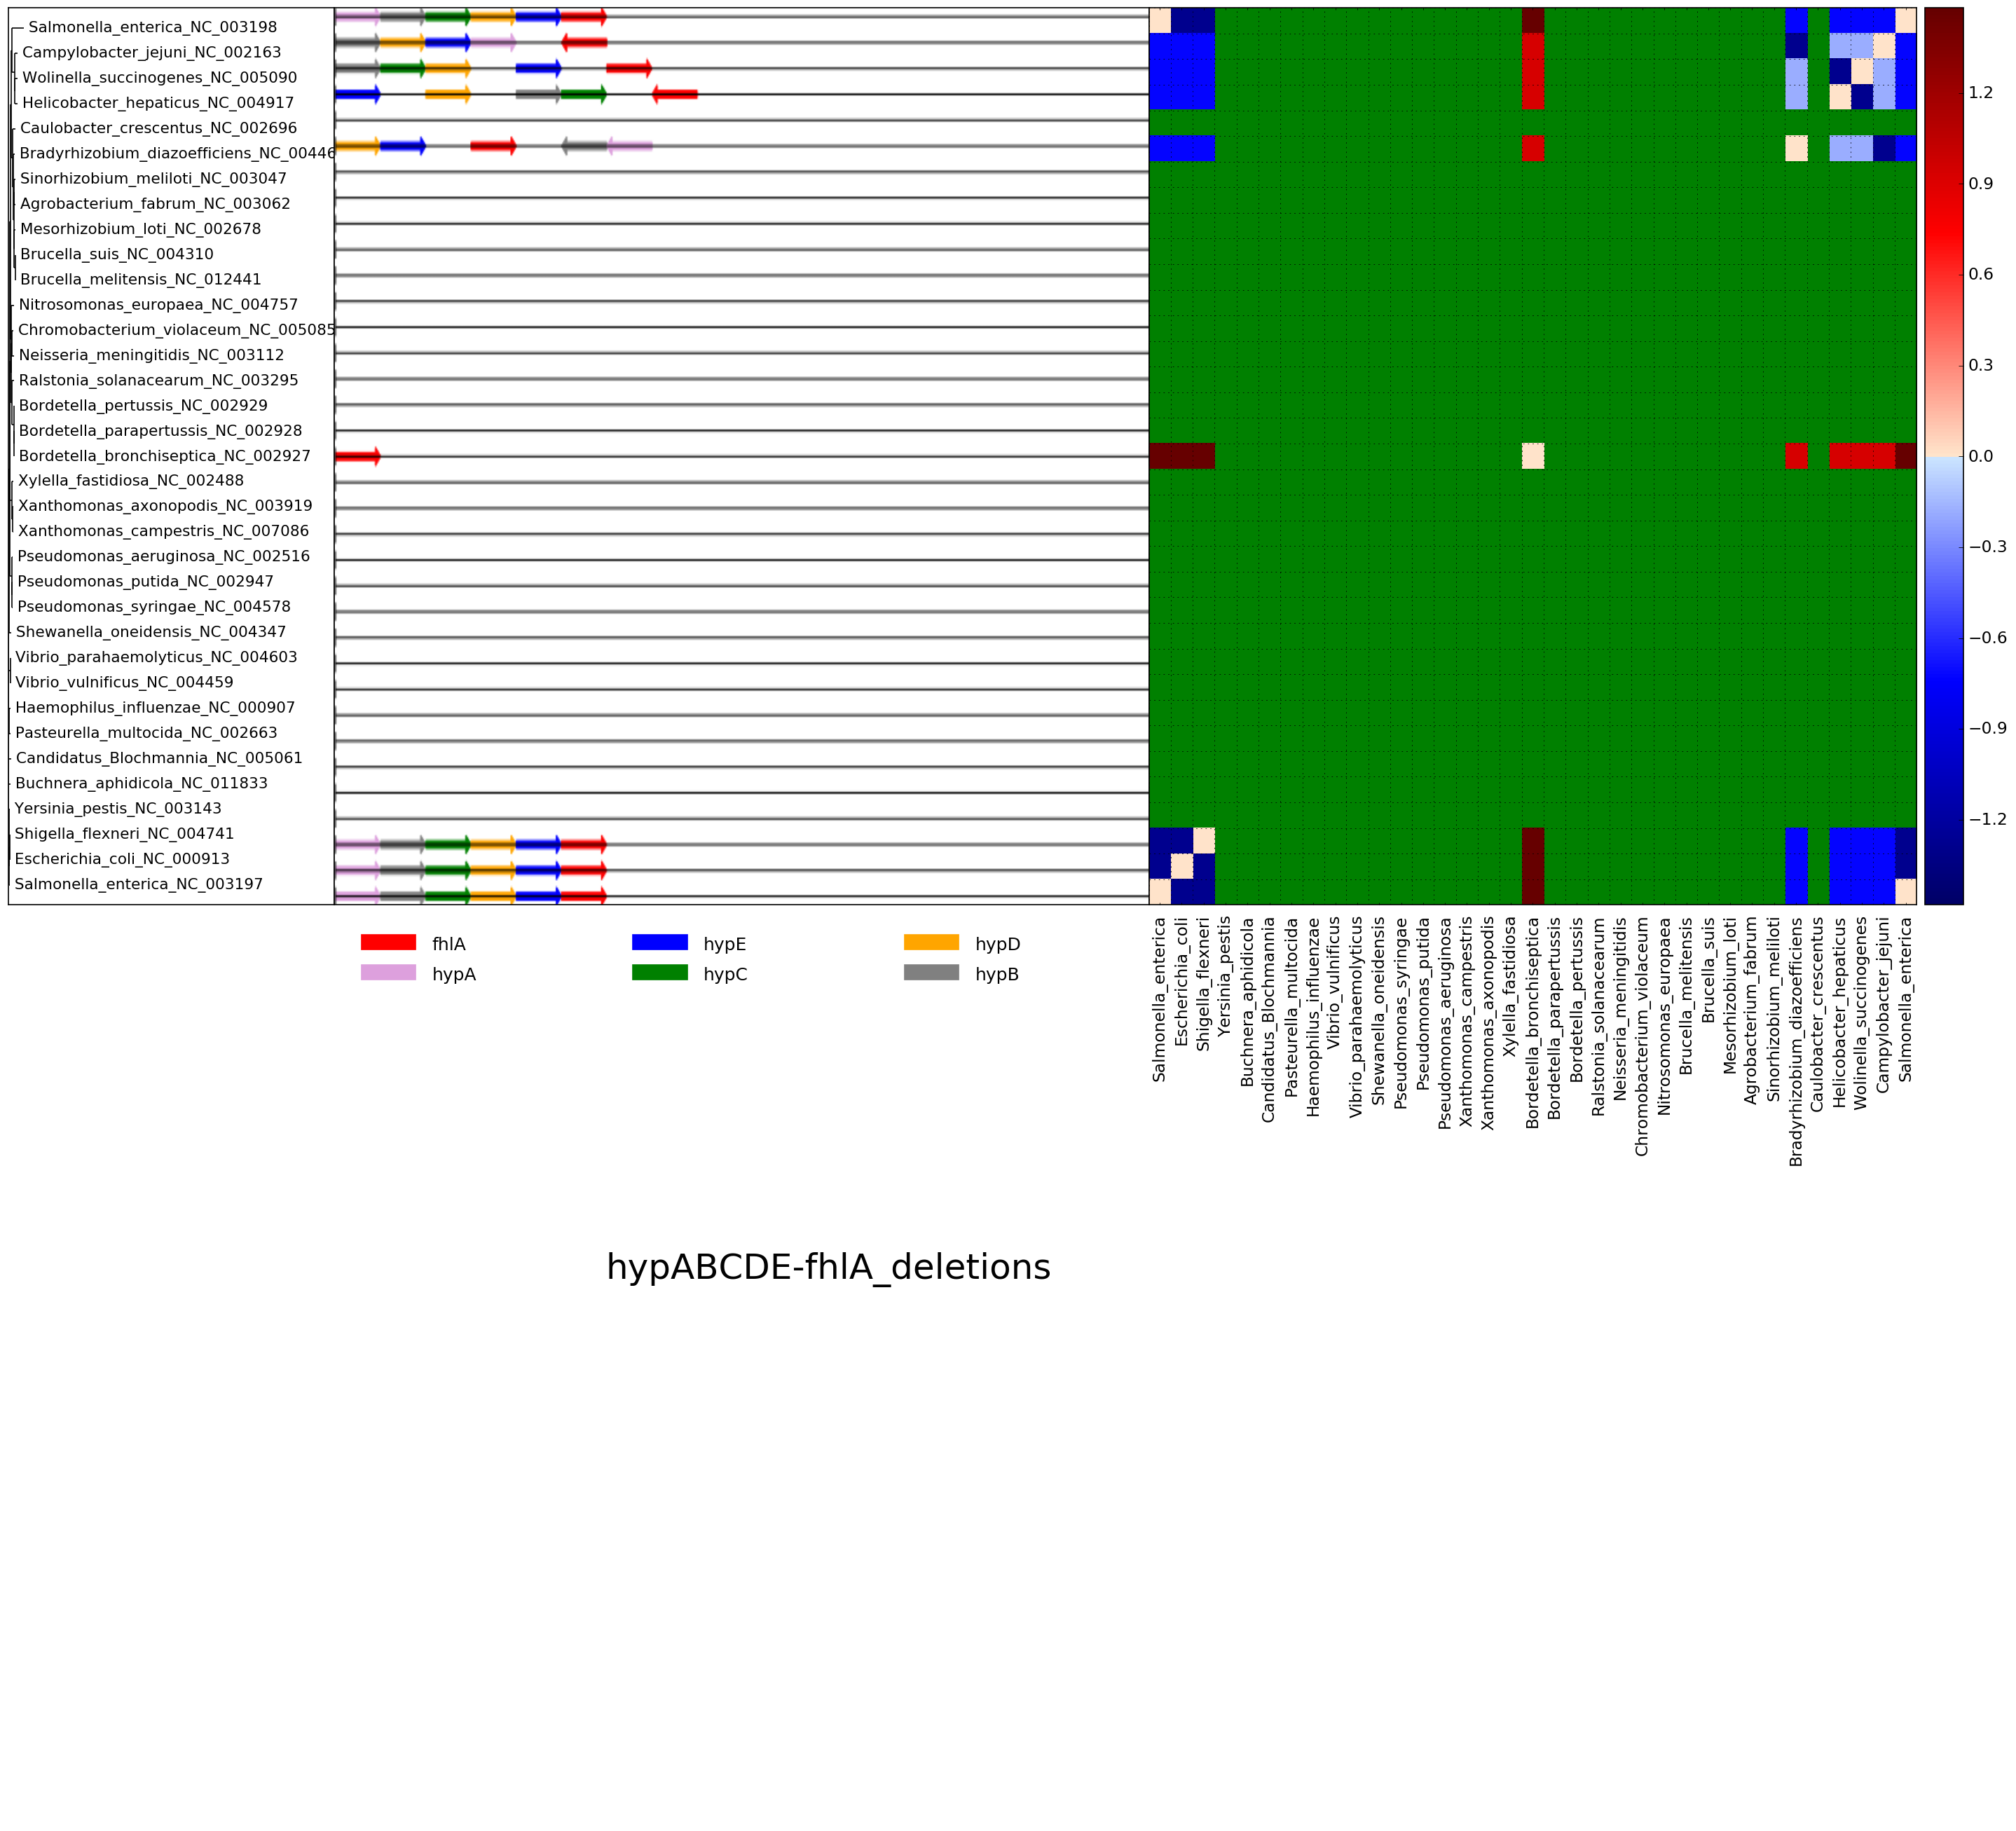 Salmonella_enterica_NC_003198
Campylobacter_jejuni_NC_002163
Wolinella_succinogenes_NC_005090
Helicobacter_hepaticus_NC_004917
Caulobacter_crescentus_NC_002696
Bradyrhizobium_diazoefficiens_NC_00446
Sinorhizobium_meliloti_NC_003047
Agrobacterium_fabrum_NC_003062
Mesorhizobium_loti_NC_002678
Brucella_suis_NC_004310
Brucella_melitensis_NC_012441
Nitrosomonas_europaea_NC_004757
Chromobacterium_violaceum_NC_005085
Neisseria_meningitidis_NC_003112
Ralstonia_solanacearum_NC_003295
Bordetella_pertussis_NC_002929
Bordetella_parapertussis_NC_002928
Bordetella_bronchiseptica_NC_002927
Xylella_fastidiosa_NC_002488
Xanthomonas_axonopodis_NC_003919
Xanthomonas_campestris_NC_007086
Pseudomonas_aeruginosa_NC_002516
Pseudomonas_putida_NC_002947
Pseudomonas_syringae_NC_004578
Shewanella_oneidensis_NC_004347
Vibrio_parahaemolyticus_NC_004603
Vibrio_vulnificus_NC_004459
Haemophilus_influenzae_NC_000907
Pasteurella_multocida_NC_002663
Candidatus_Blochmannia_NC_005061
Buchnera_aphidicola_NC_011833
Yersinia_pestis_NC_003143
Shigella_flexneri_NC_004741
Escherichia_coli_NC_000913
Salmonella_enterica_NC_003197
1.2
0.9
0.6
0.3
0.0
−0.3
−0.6
−0.9
−1.2
fhlA hypE hypD
hypA hypC hypB
Salmonella_enterica
Escherichia_coli
Shigella_flexneri
Yersinia_pestis
Buchnera_aphidicola
Candidatus_Blochmannia
Pasteurella_multocida
Haemophilus_influenzae
Vibrio_vulnificus
Vibrio_parahaemolyticus
Shewanella_oneidensis
Pseudomonas_syringae
Pseudomonas_putida
Pseudomonas_aeruginosa
Xanthomonas_campestris
Xanthomonas_axonopodis
Xylella_fastidiosa
Bordetella_bronchiseptica
Bordetella_parapertussis
Bordetella_pertussis
Ralstonia_solanacearum
Neisseria_meningitidis
Chromobacterium_violaceum
Nitrosomonas_europaea
Brucella_melitensis
Brucella_suis
Mesorhizobium_loti
Agrobacterium_fabrum
Sinorhizobium_meliloti
Bradyrhizobium_diazoefficiens
Caulobacter_crescentus
Helicobacter_hepaticus
Wolinella_succinogenes
Campylobacter_jejuni
Salmonella_enterica
hypABCDE-fhlA_deletions